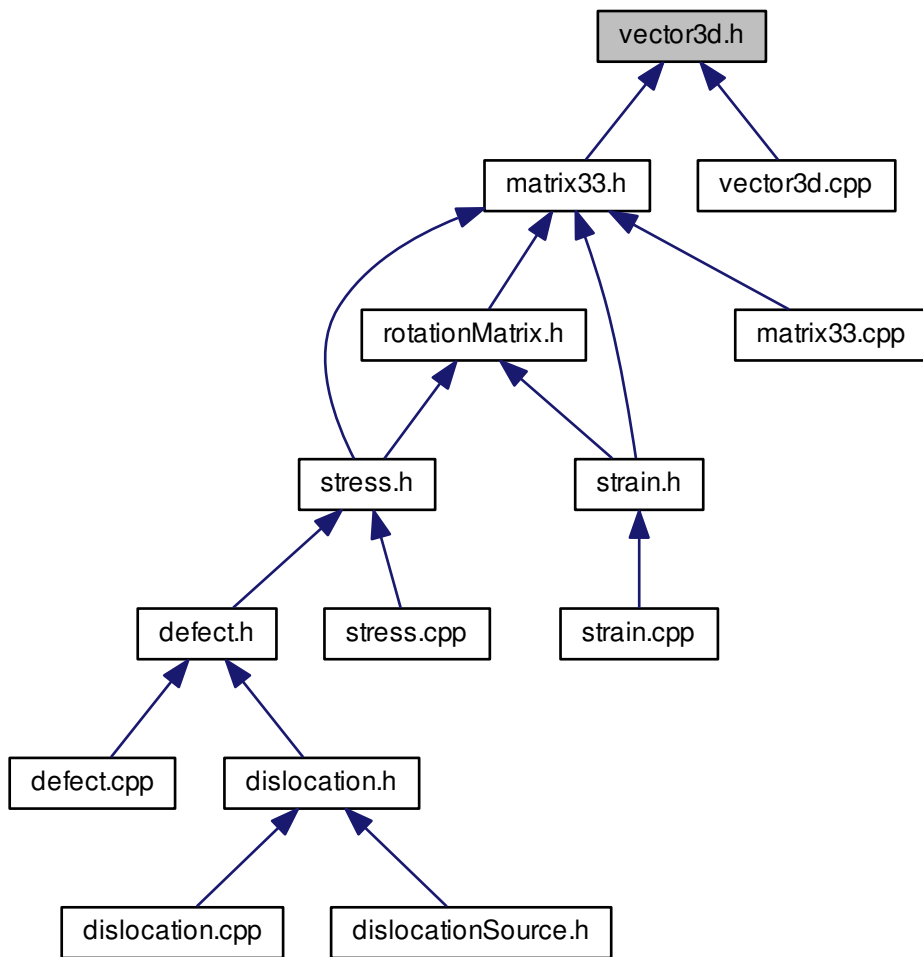 vector3d.h
matrix33.h
vector3d.cpp
rotationMatrix.h
matrix33.cpp
stress.h
strain.h
defect.h
stress.cpp
strain.cpp
defect.cpp
dislocation.h
dislocation.cpp
dislocationSource.h